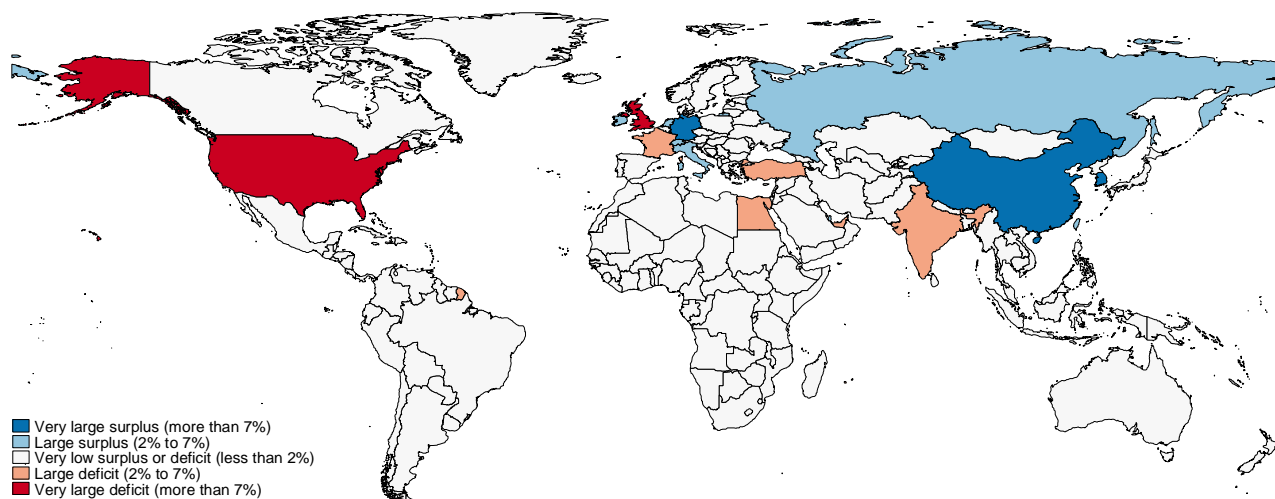 Very large surplus (more than 7%)
Large surplus (2% to 7%)
Very low surplus or deficit (less than 2%)
Large deficit (2% to 7%)
Very large deficit (more than 7%)